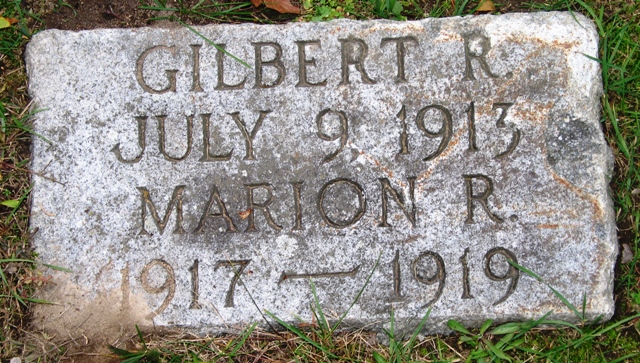 GILBERT R.
JULY 9 1913
MARION R.
1917 — 1919